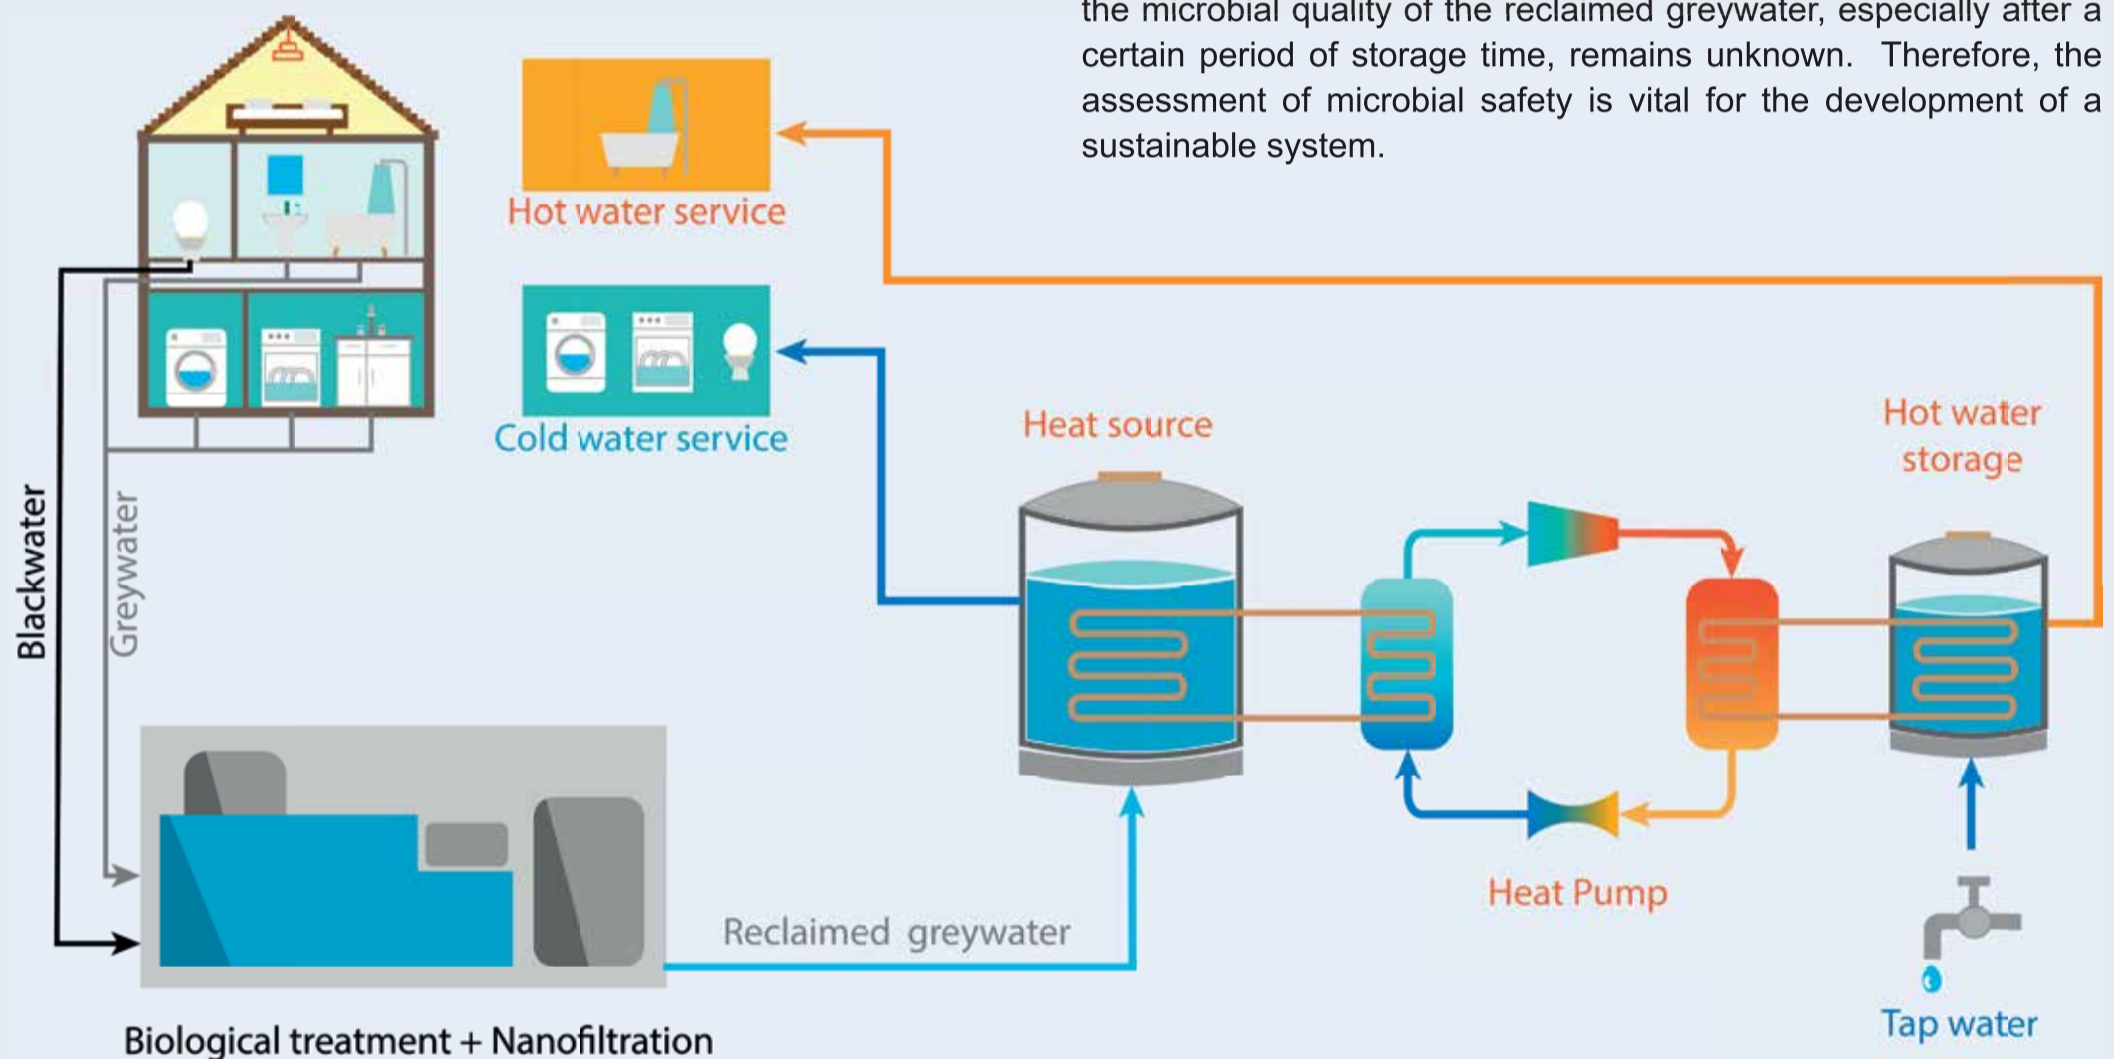 the microbial quality of the reclaimed greywater, especially after a
certain period of storage time, remains unknown. Therefore, the
assessment of microbial safety is vital for the development of a
sustainable system.
Hot water service
Cold water service
Heat source
Hot water
storage
Blackwater
Greywater
Heat Pump
Reclaimed greywater
Tap water
Biological treatment + Nanofiltration